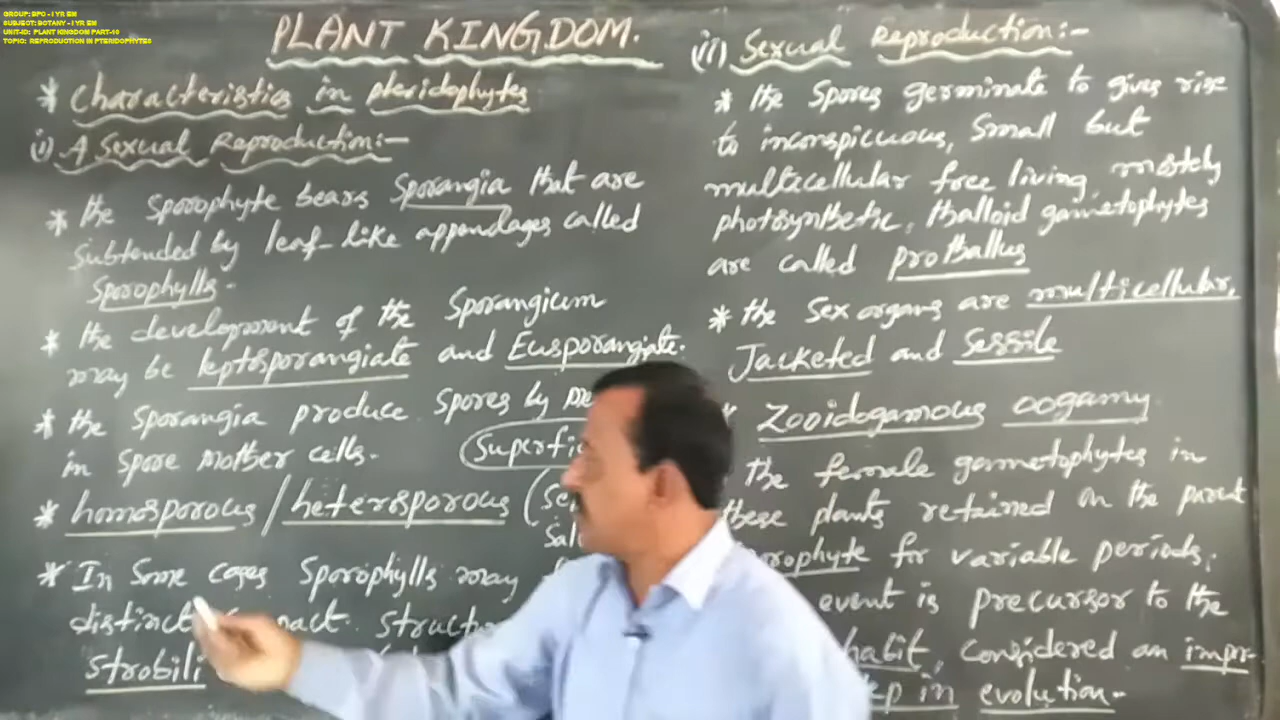 GROUP: BPC - I YR EM
SUBJECT: BOTANY - I YR EM
UNIT-ID: PLANT KINGDOM PART-10
TOPIC: REPRODUCTION IN PTERIDOPHYTES
PLANT KINGDOM.
* Characteristics in pteridophytes
i) A Sexual Reproduction:-
* the sporophyte bears Sporangia that are
subtended by leaf-like appendages called
Sporophylls.
* the development of the Sporangium
may be leptosporangiate and Eusporangiate.
* the Sporangia produce spores by
in spore mother cells.
* homosporous / heterosporous (
* In some cases Sporophylls may
distinct
strobili
ii) Sexual Reproduction:-
* the Spores germinate to gives rise
to inconspicuous, Small but
multicellular free living, mostely
photosynthetic, thalloid gametophytes
are called prothallus
* the Sex organs are multicellular,
Jacketed and Sessile
* Zooidogamous oogamy
the female gametophytes in
these plants retained on the parent
for variable periods.
event is precursor to the
habit, considered an
in evolution-